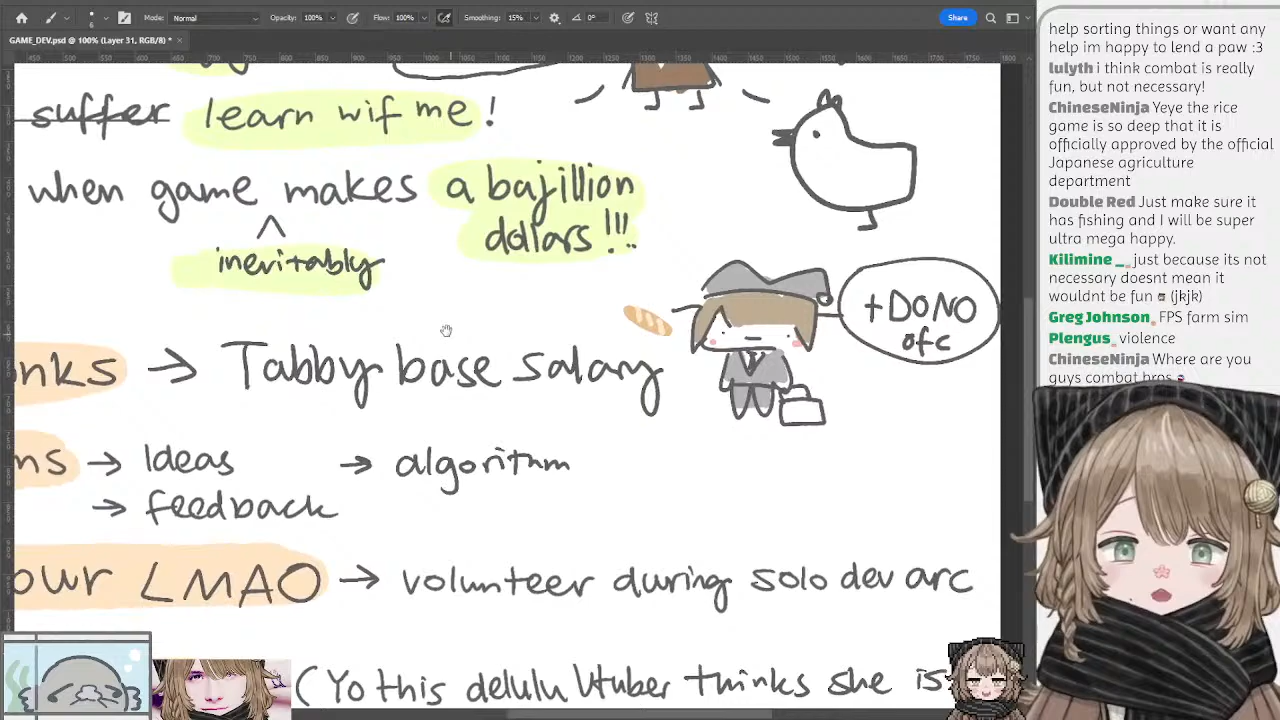 Mode: Normal
Opacity: 100%
Flow: 100%
Smoothing: 15%
0°
Share
GAME_DEV.psd @ 100% (Layer 31, RGB/8) *
suffer learn wif me !
when game makes a bajillion
dollars !!!
inevitably
+ DONO
ofc
nks → Tabby base salary
ms → Ideas → algorithm
→ feedback
our LMAO → volunteer during solo dev arc
(Yo this delulu Vtuber thinks she is
help sorting things or want any
help im happy to lend a paw :3
lulyth i think combat is really
fun, but not necessary!
ChineseNinja Yeye the rice
game is so deep that it is
officially approved by the official
Japanese agriculture
department
Double Red Just make sure it
has fishing and I will be super
ultra mega happy.
Kilimine _ just because its not
necessary doesnt mean it
wouldnt be fun (jkjk)
Greg Johnson FPS farm sim
Plengus violence
ChineseNinja Where are you
guys combat bros